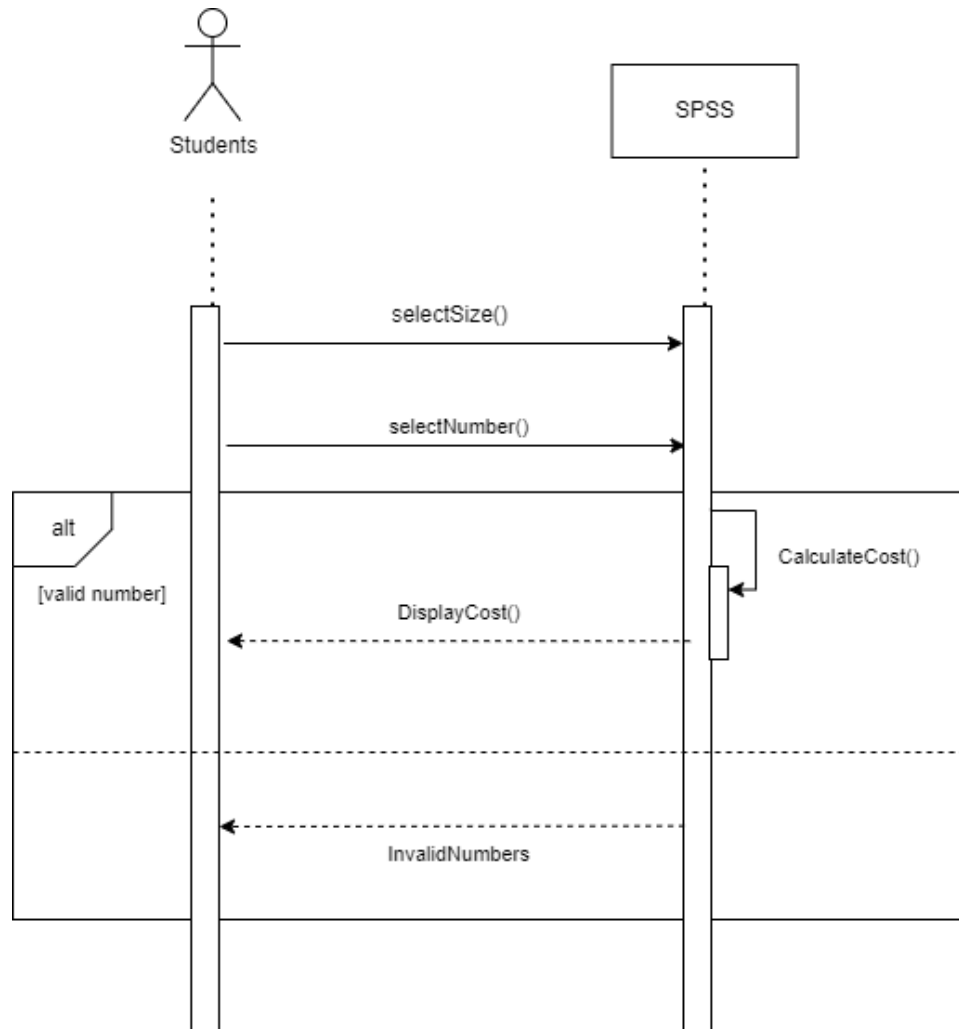 Students
SPSS
selectSize()
selectNumber()
alt
CalculateCost()
[valid number]
DisplayCost()
InvalidNumbers